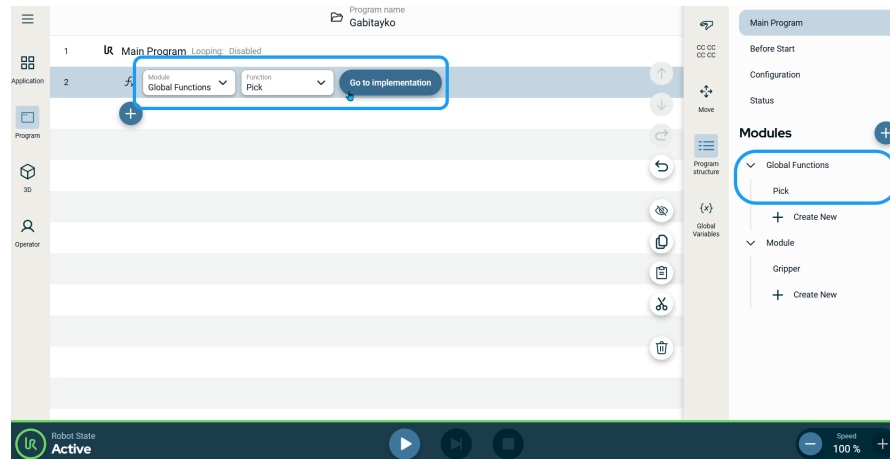 Program name
Gabitayko
Application
Program
3D
Operator
1 Main Program Looping: Disabled
2 Module Global Functions Function Pick Go to implementation
CC CC
CC CC
Move
Program structure
{x}
Global Variables
Main Program
Before Start
Configuration
Status
Modules
Global Functions
Pick
Create New
Module
Gripper
Create New
Robot State
Active
Speed
100 %